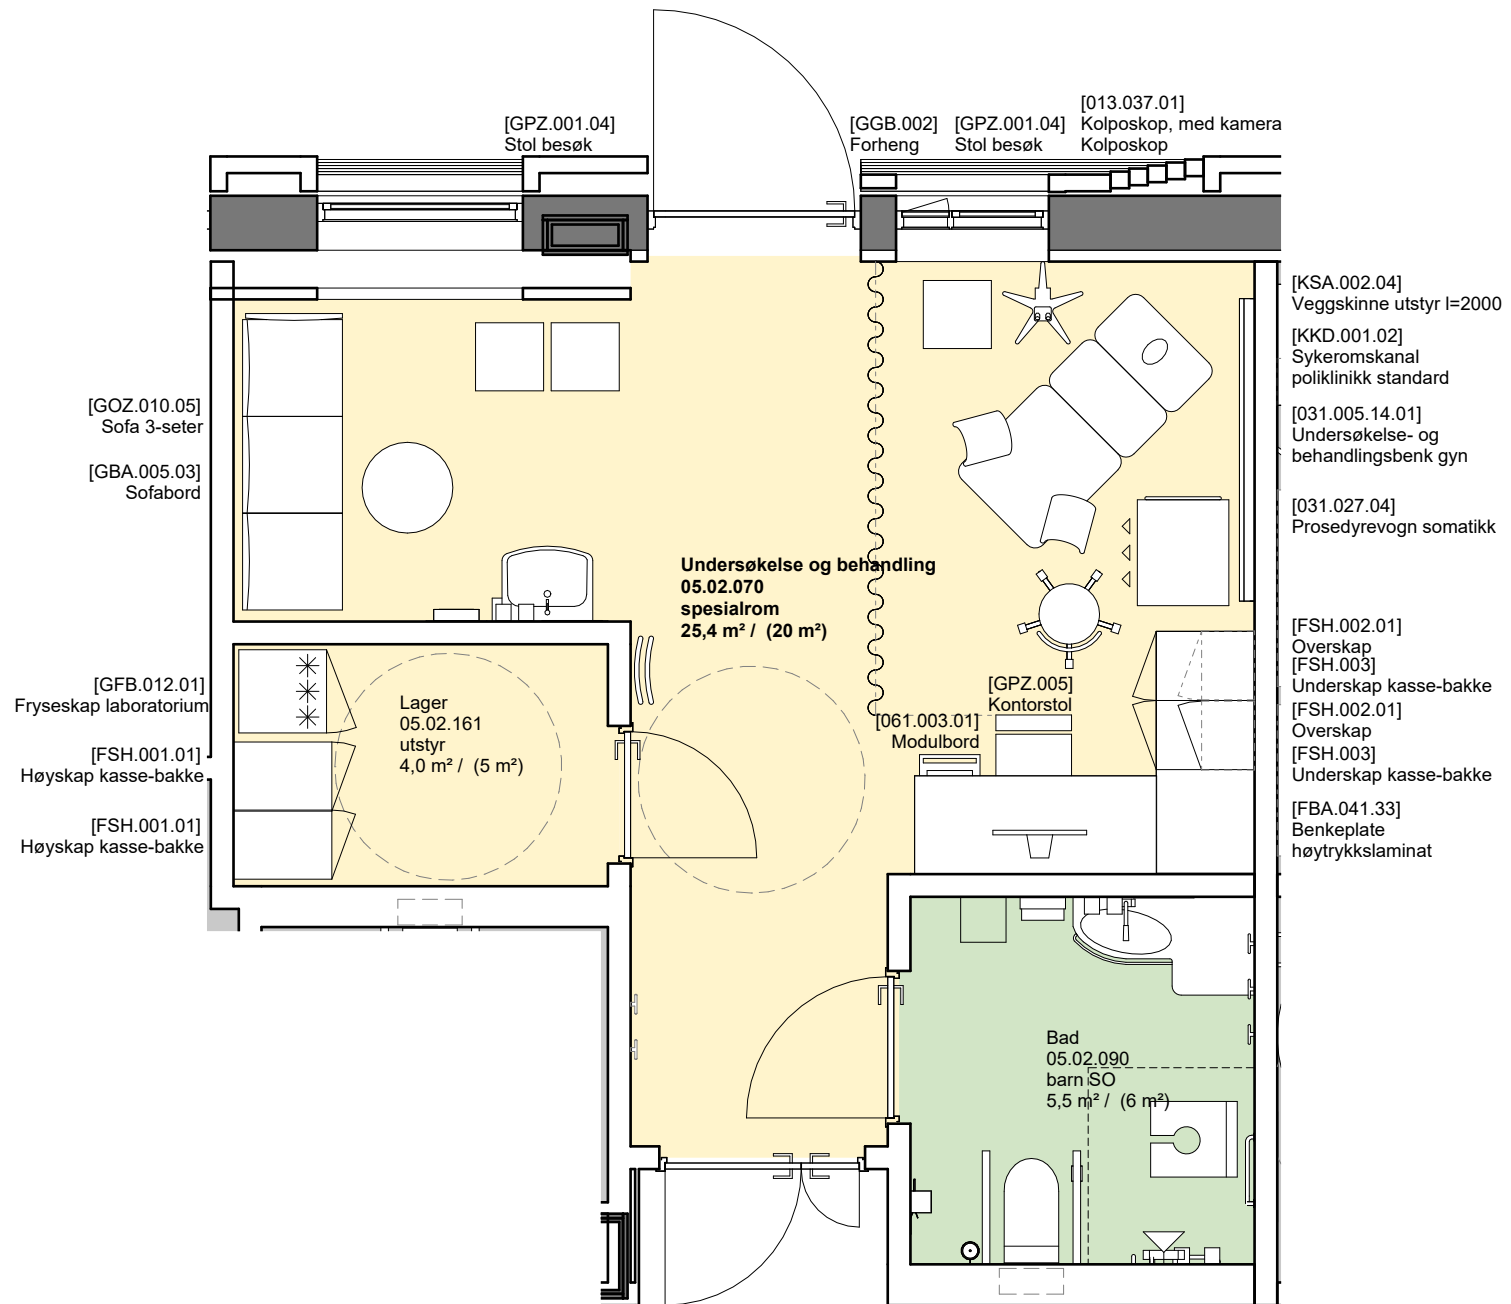 [013.037.01]
Kolposkop, med kamera
Kolposkop
[GPZ.001.04]
Stol besøk
[GGB.002]
Forheng
[GPZ.001.04]
Stol besøk
[KSA.002.04]
Veggskinne utstyr l=2000
[KKD.001.02]
Sykeromskanal
poliklinikk standard
[GOZ.010.05]
Sofa 3-seter
[GBA.005.03]
Sofabord
[031.005.14.01]
Undersøkelse- og
behandlingsbenk gyn
[031.027.04]
Prosedyrevogn somatikk
Undersøkelse og behandling
05.02.070
spesialrom
25,4 m² / (20 m²)
[FSH.002.01]
Overskap
[FSH.003]
Underskap kasse-bakke
[FSH.002.01]
Overskap
[FSH.003]
Underskap kasse-bakke
[GFB.012.01]
Fryseskap laboratorium
Lager
05.02.161
utstyr
4,0 m² / (5 m²)
[GPZ.005]
Kontorstol
[061.003.01]
Modulbord
[FSH.001.01]
Høyskap kasse-bakke
[FSH.001.01]
Høyskap kasse-bakke
[FBA.041.33]
Benkeplate
høytrykkslaminat
Bad
05.02.090
barn SO
5,5 m² / (6 m²)